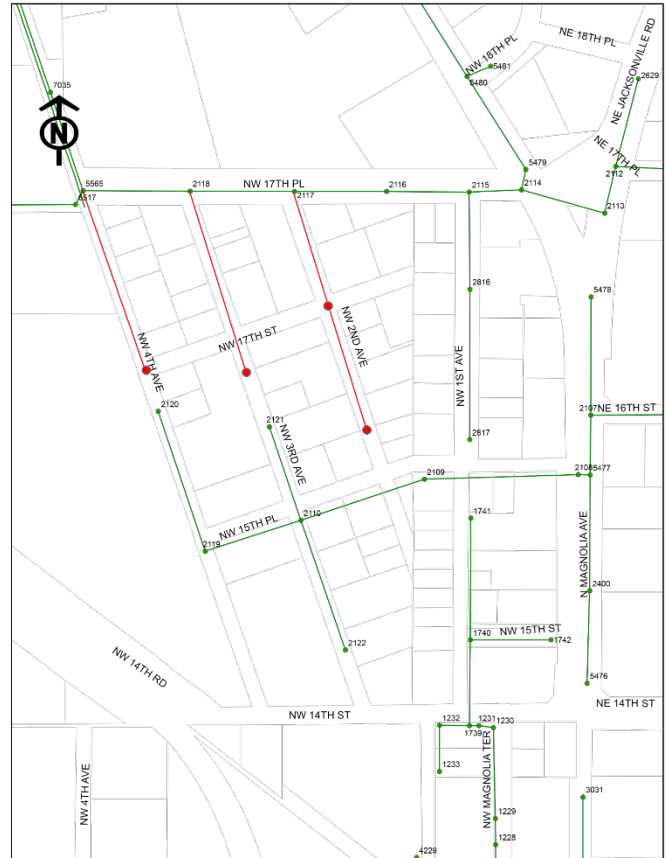 NE 18TH PL
NE JACKSONVILLE RD
NW 18TH PL
5481
5480
2629
7035
N
5479
NE 17TH PL
2112
5565
2118
NW 17TH PL
2117
2116
2115
2114
2113
6517
2816
5478
NW 2ND AVE
NW 17TH ST
NW 4TH AVE
NW 1ST AVE
2120
2121
2107
NE 16TH ST
NW 3RD AVE
2817
2109
2108
5477
1741
2110
NW 15TH PL
2119
N MAGNOLIA AVE
2400
NW 15TH ST
1740
1742
2122
NW 14TH RD
5476
NW 14TH ST
NE 14TH ST
1232
1231
1230
1739
NW MAGNOLIA TER
NW 4TH AVE
1233
3031
1229
1228
4229